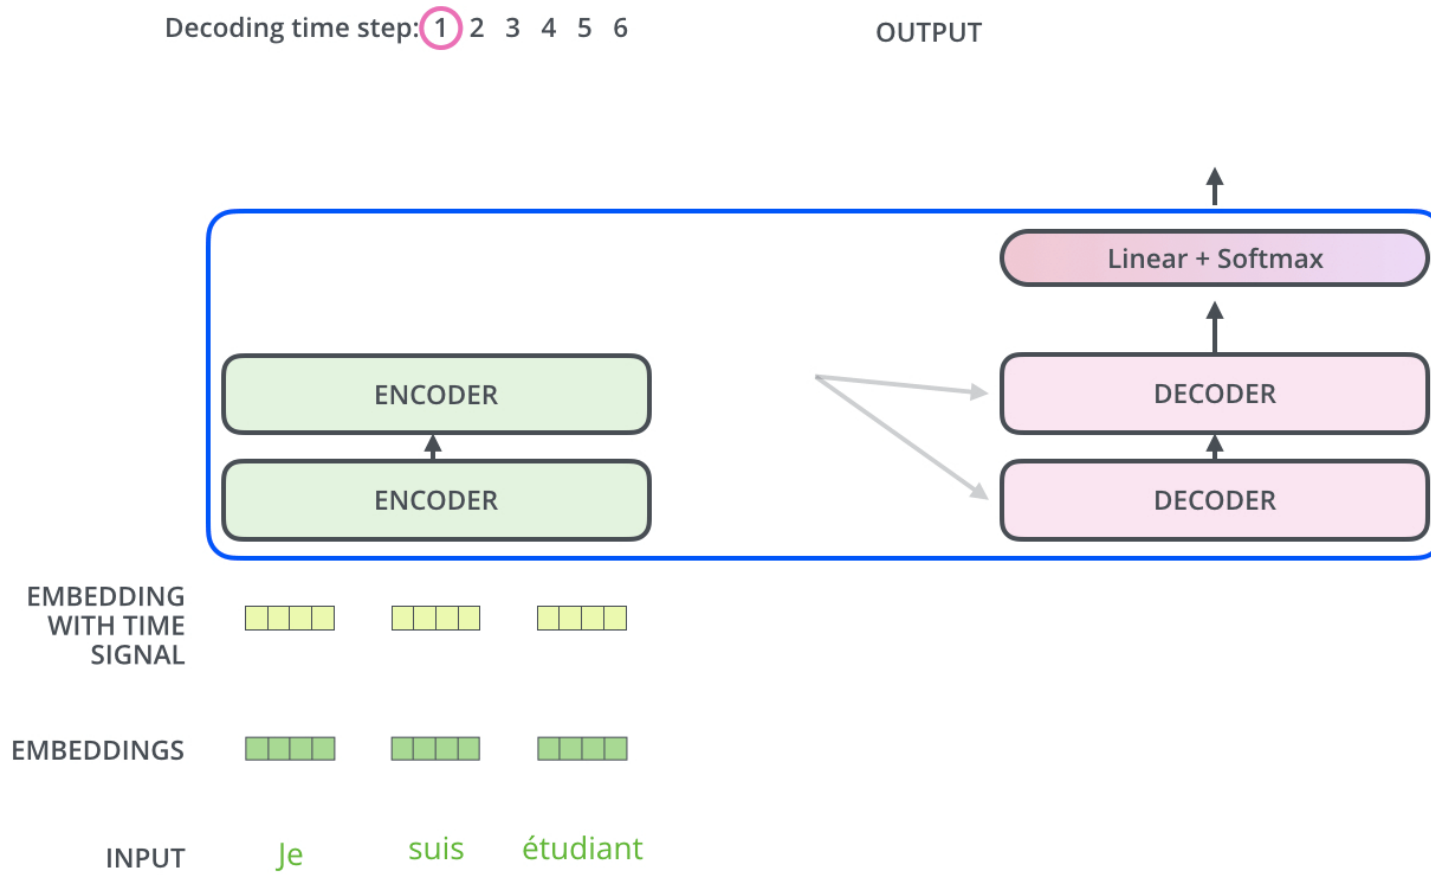 Decoding time step: 1 2 3 4 5 6
OUTPUT
Linear + Softmax
ENCODER
DECODER
ENCODER
DECODER
EMBEDDING
WITH TIME
SIGNAL
EMBEDDINGS
INPUT
Je suis étudiant